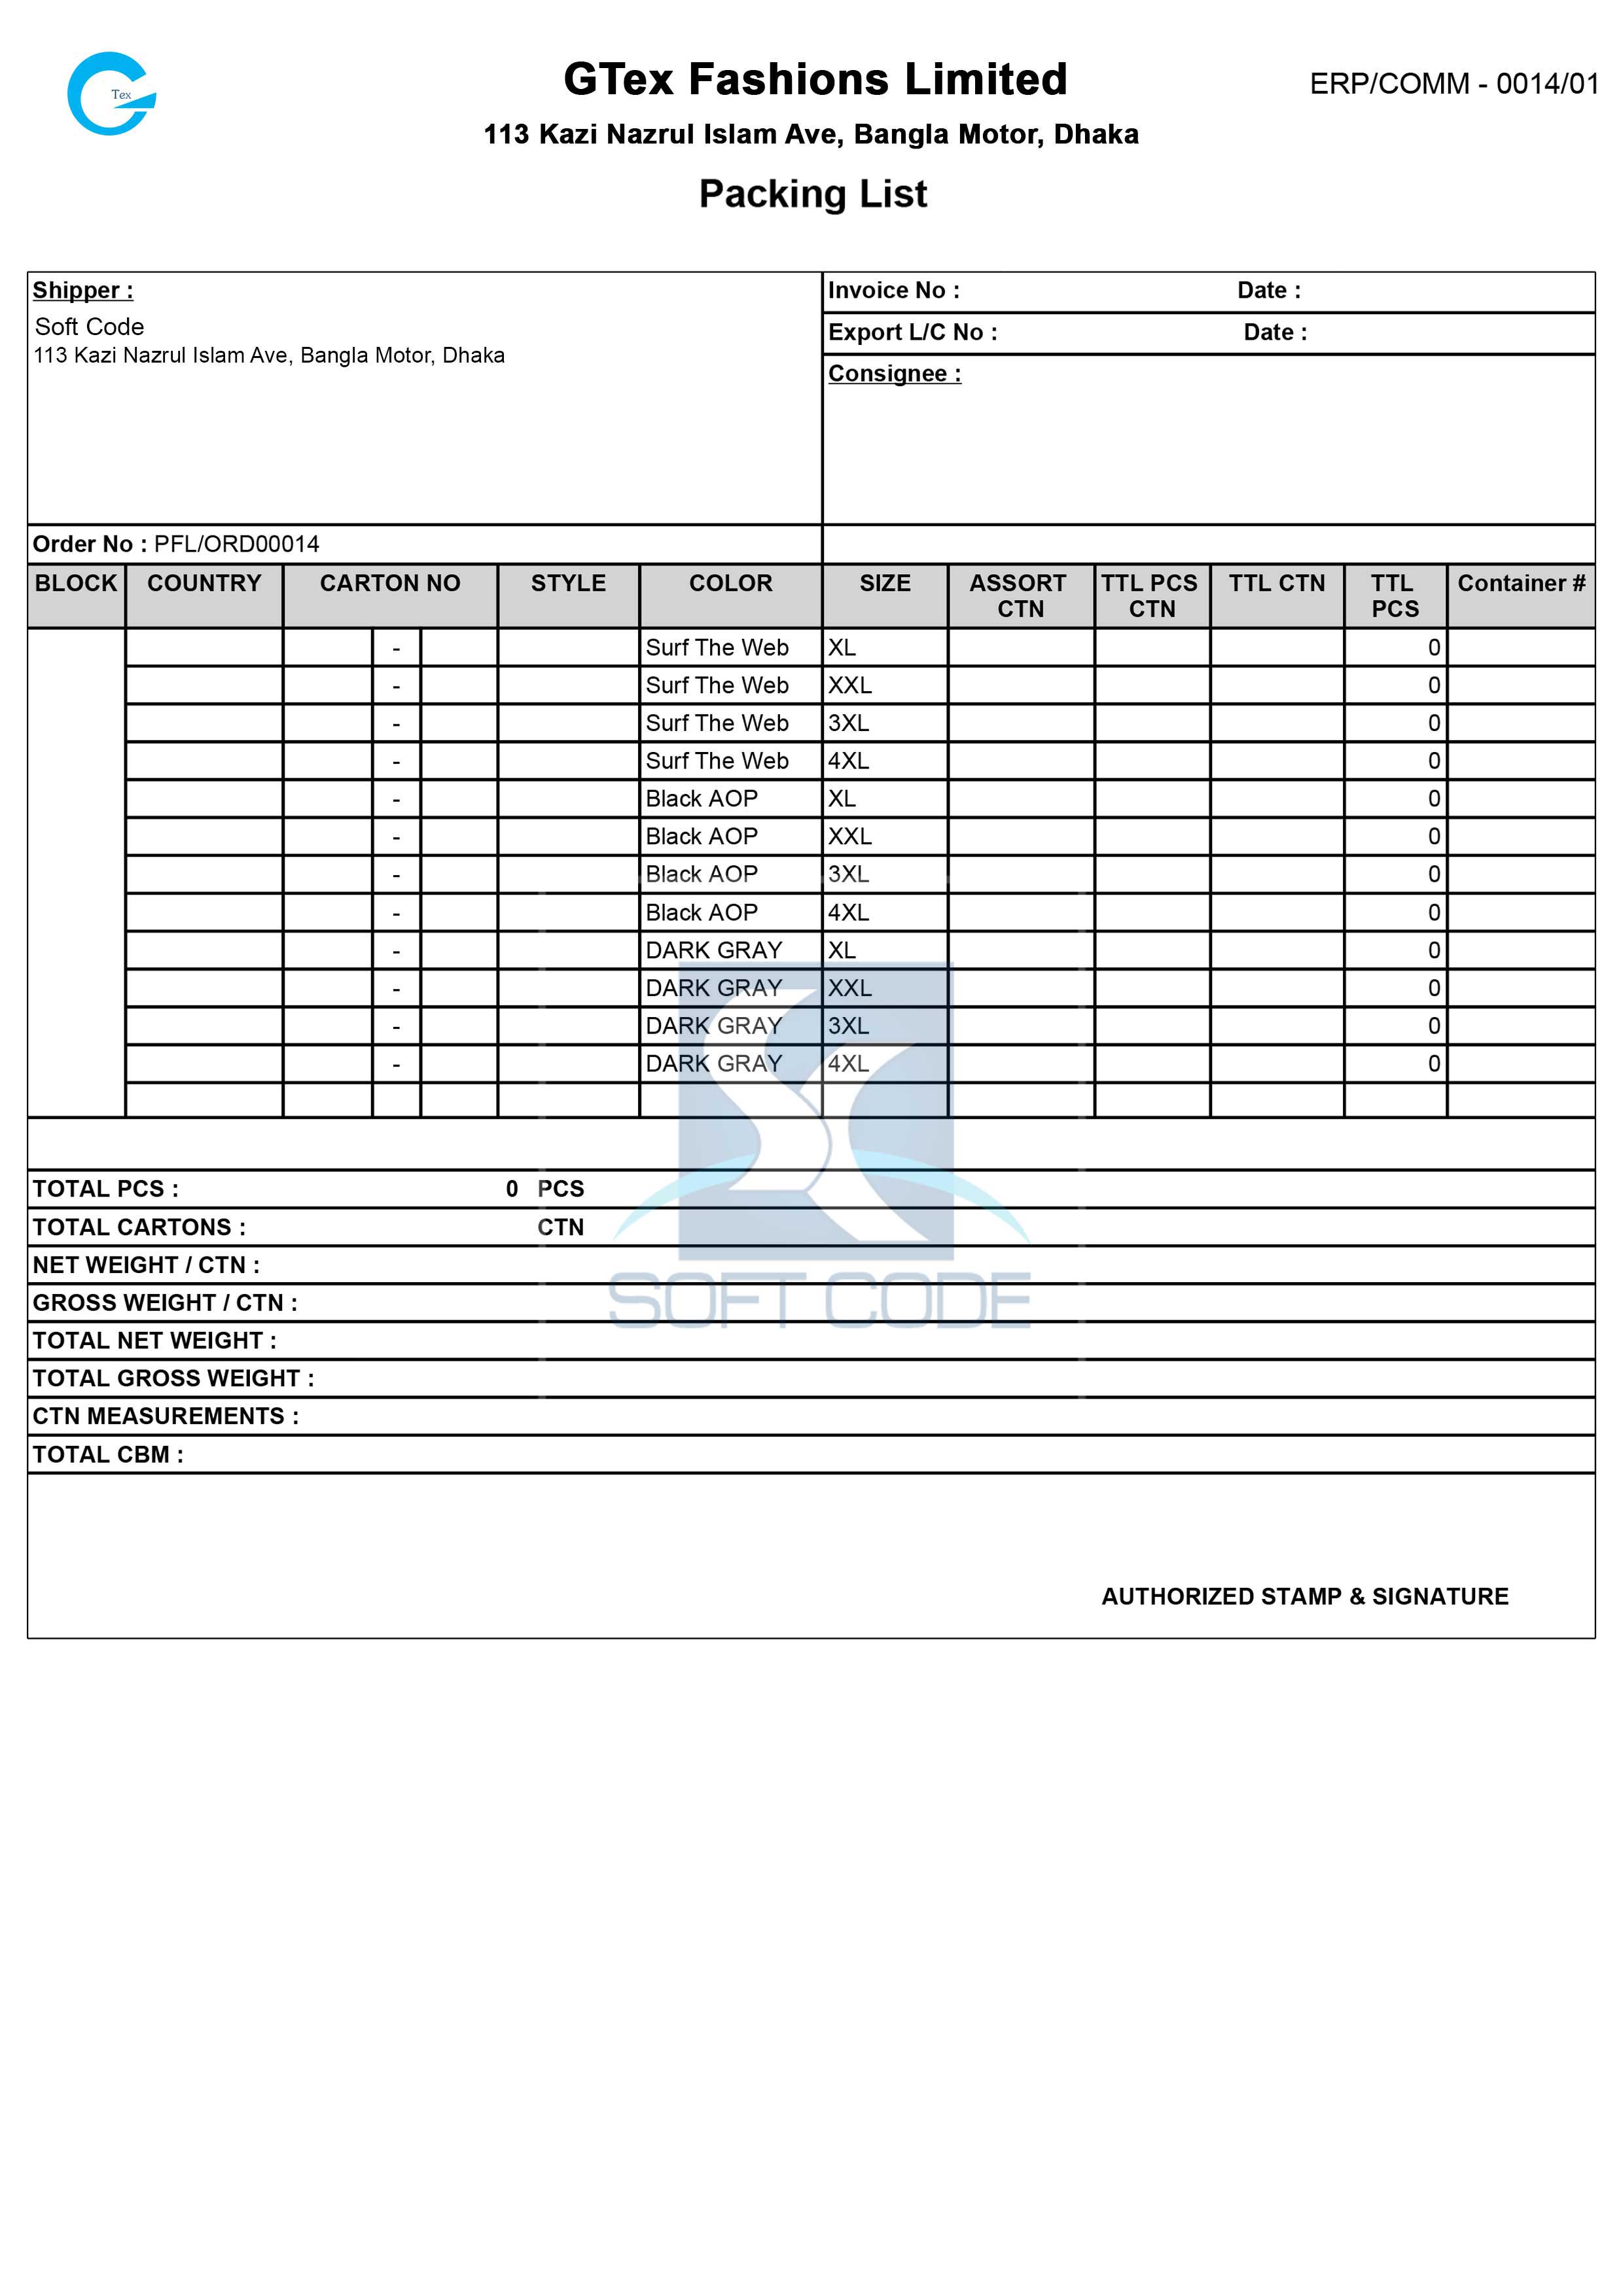 Tex
GTex Fashions Limited
ERP/COMM - 0014/01
113 Kazi Nazrul Islam Ave, Bangla Motor, Dhaka
Packing List
Shipper :
Soft Code
113 Kazi Nazrul Islam Ave, Bangla Motor, Dhaka
Invoice No : Date :
Export L/C No : Date :
Consignee :
Order No : PFL/ORD00014
BLOCK COUNTRY CARTON NO STYLE COLOR SIZE ASSORT CTN TTL PCS CTN TTL CTN TTL PCS Container #
- Surf The Web XL 0
- Surf The Web XXL 0
- Surf The Web 3XL 0
- Surf The Web 4XL 0
- Black AOP XL 0
- Black AOP XXL 0
- Black AOP 3XL 0
- Black AOP 4XL 0
- DARK GRAY XL 0
- DARK GRAY XXL 0
- DARK GRAY 3XL 0
- DARK GRAY 4XL 0
TOTAL PCS : 0 PCS
TOTAL CARTONS : CTN
NET WEIGHT / CTN :
GROSS WEIGHT / CTN :
SOFT CODE
TOTAL NET WEIGHT :
TOTAL GROSS WEIGHT :
CTN MEASUREMENTS :
TOTAL CBM :
AUTHORIZED STAMP & SIGNATURE